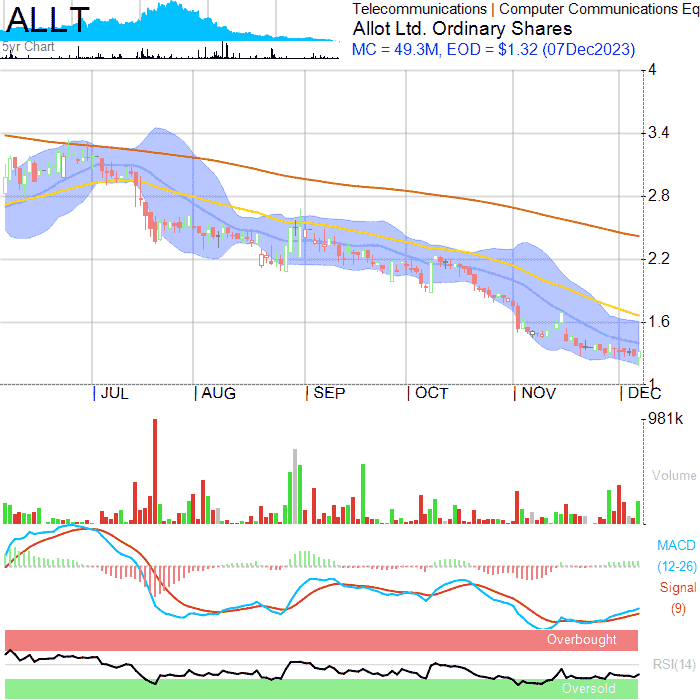 ALLT
5yr Chart
Telecommunications | Computer Communications Eq
Allot Ltd. Ordinary Shares
MC = 49.3M, EOD = $1.32 (07Dec2023)
4
3.4
2.8
2.2
1.6
1
JUL AUG SEP OCT NOV DEC
981k
Volume
MACD
(12-26)
Signal
(9)
Overbought
RSI(14)
Oversold